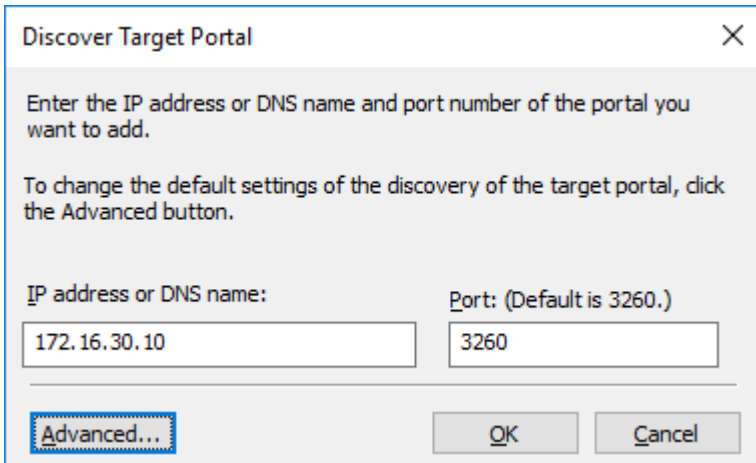 Discover Target Portal
Enter the IP address or DNS name and port number of the portal you
want to add.
To change the default settings of the discovery of the target portal, click
the Advanced button.
IP address or DNS name:
Port: (Default is 3260.)
172.16.30.10
3260
Advanced...
OK
Cancel